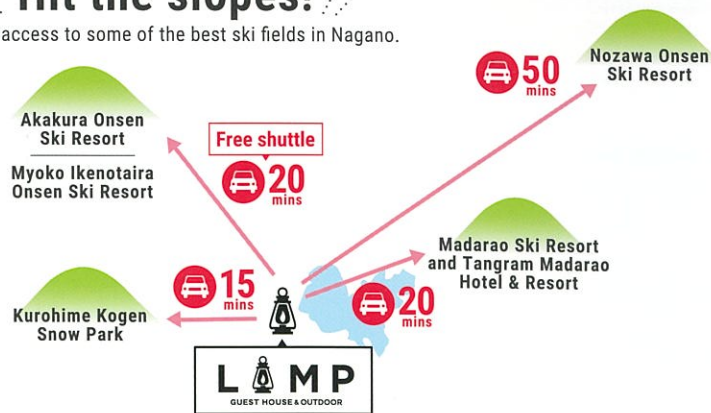 Hit the slopes!
access to some of the best ski fields in Nagano.
50
mins
Nozawa Onsen
Ski Resort
Akakura Onsen
Ski Resort
Myoko Ikenotaira
Onsen Ski Resort
Free shuttle
20
mins
Madarao Ski Resort
and Tangram Madarao
Hotel & Resort
15
mins
20
mins
Kurohime Kogen
Snow Park
LAMP
GUEST HOUSE & OUTDOOR